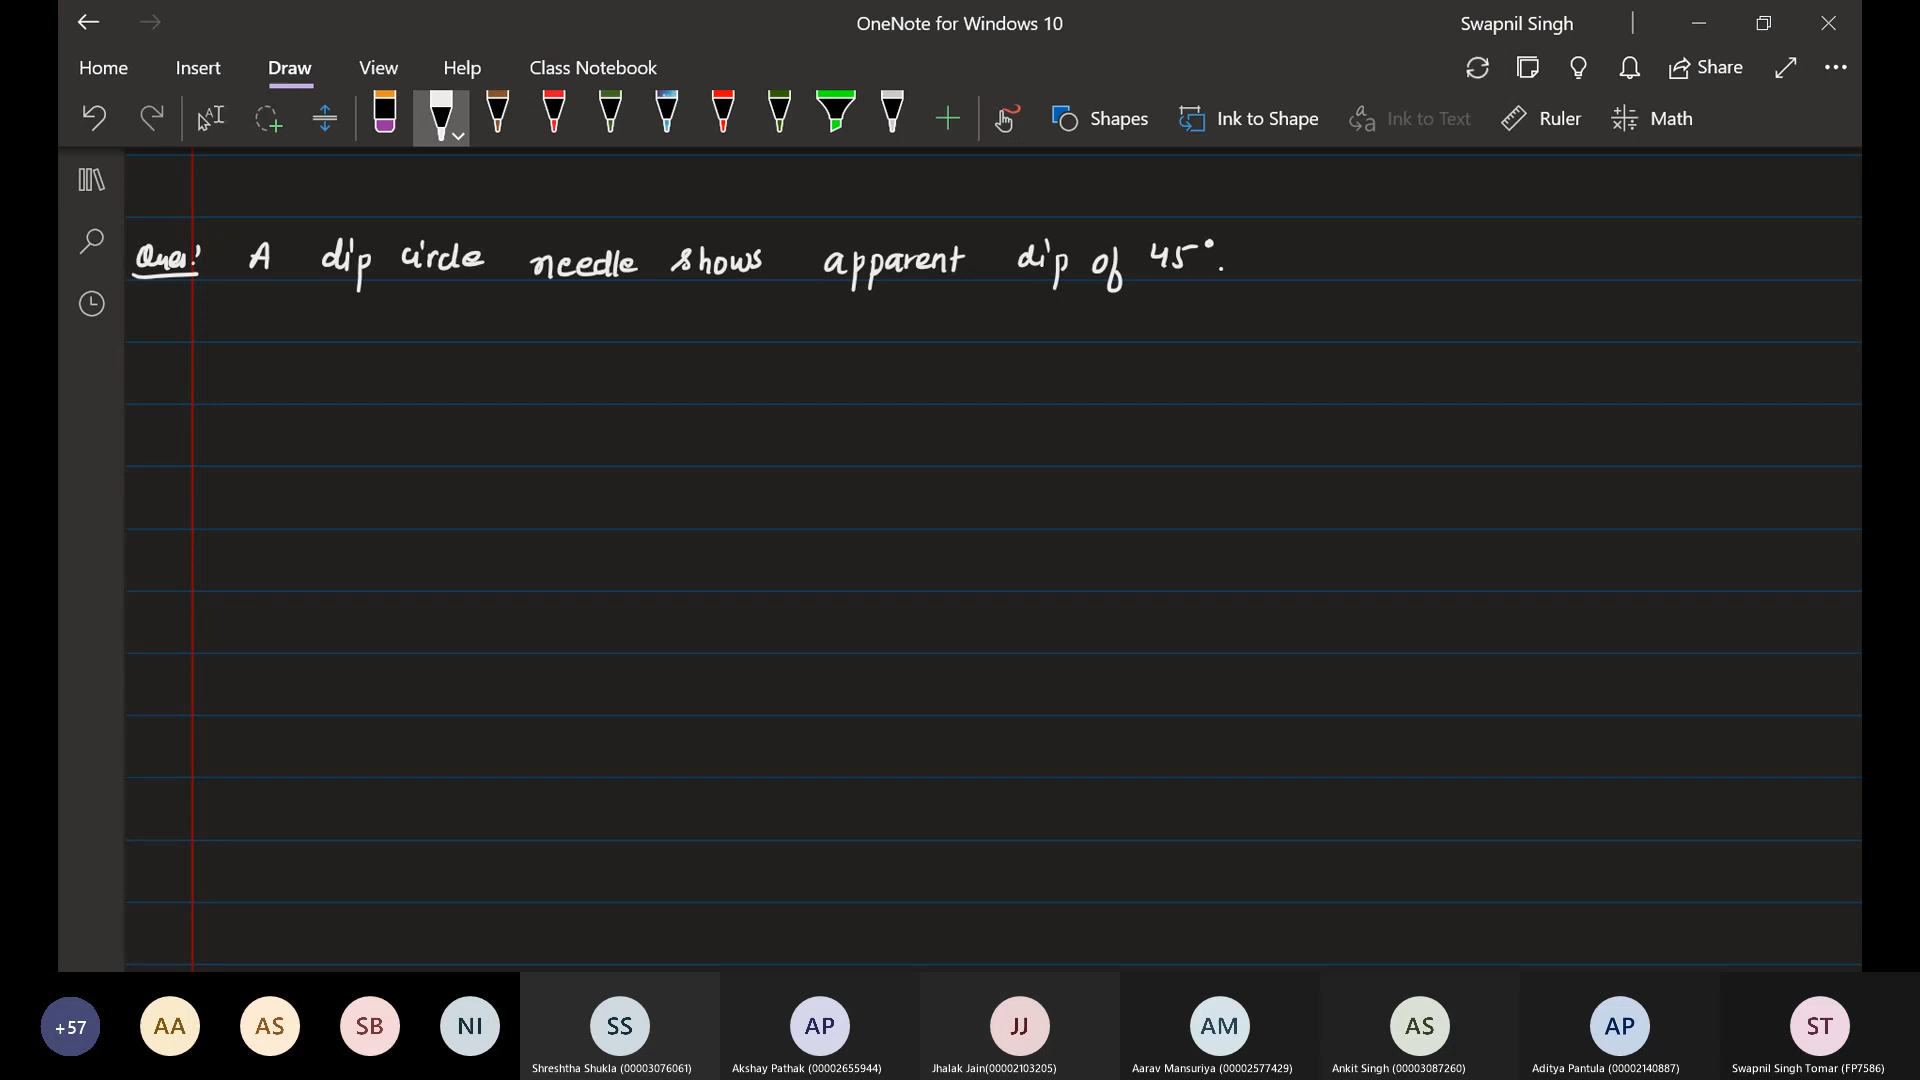 OneNote for Windows 10
Swapnil Singh
Home Insert Draw View Help Class Notebook
Share
Shapes Ink to Shape Ink to Text Ruler Math
Ques: A dip circle needle shows apparent dip of 45°.
+57 AA AS SB NI SS AP JJ AM AS AP ST
Shreshtha Shukla (00003076061) Akshay Pathak (00002655944) Jhalak Jain(00002103205) Aarav Mansuriya (00002577429) Ankit Singh (00003087260) Aditya Pantula (00002140887) Swapnil Singh Tomar (FP7586)